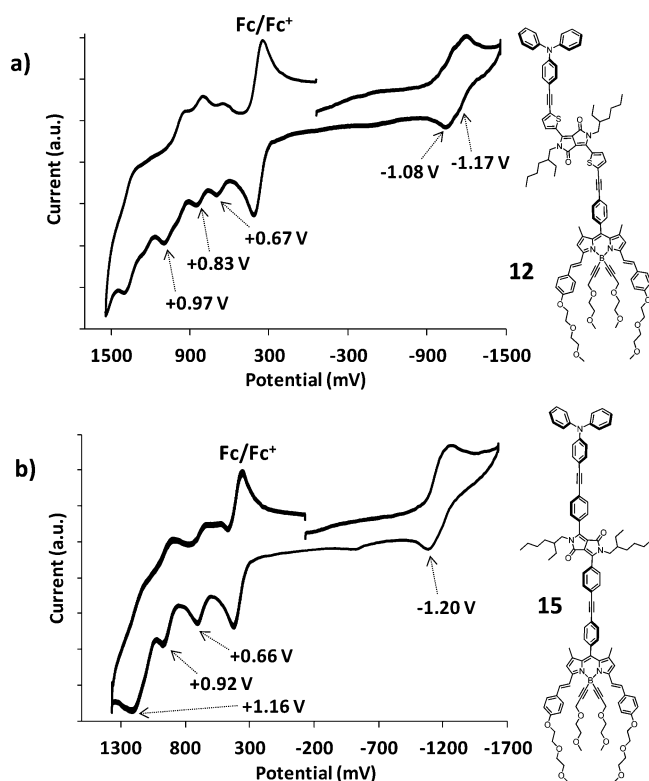 a)
Fc/Fc⁺
Current (a.u.)
-1.08 V
-1.17 V
+0.67 V
+0.83 V
+0.97 V
1500 900 300 -300 -900 -1500
Potential (mV)
12
b)
Fc/Fc⁺
Current (a.u.)
-1.20 V
+0.66 V
+0.92 V
+1.16 V
1300 800 300 -200 -700 -1200 -1700
Potential (mV)
15